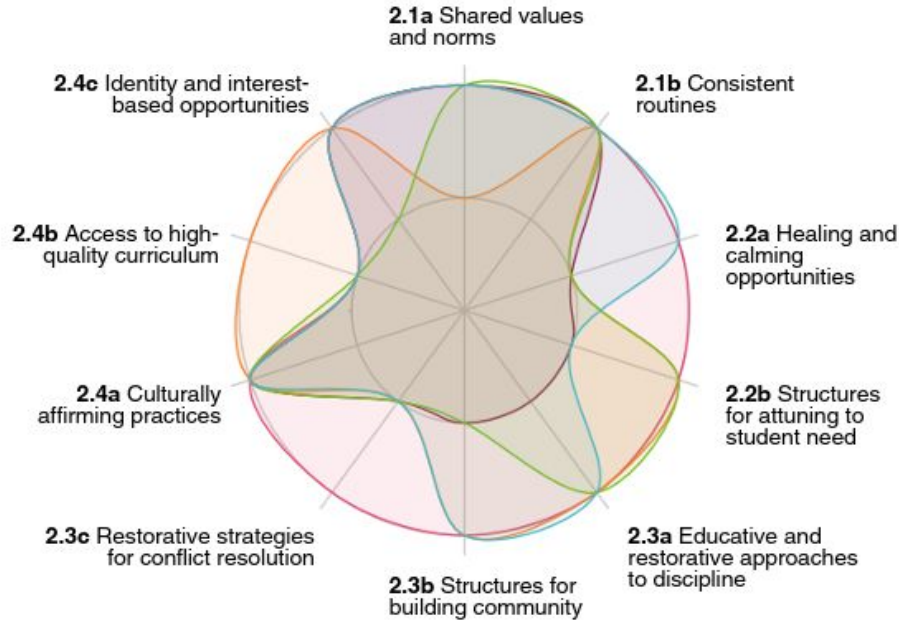 2.1a Shared values
and norms
2.1b Consistent
routines
2.2a Healing and
calming
opportunities
2.2b Structures
for attuning to
student need
2.3a Educative and
restorative approaches
to discipline
2.3b Structures for
building community
2.3c Restorative strategies
for conflict resolution
2.4a Culturally
affirming practices
2.4b Access to high-
quality curriculum
2.4c Identity and interest-
based opportunities